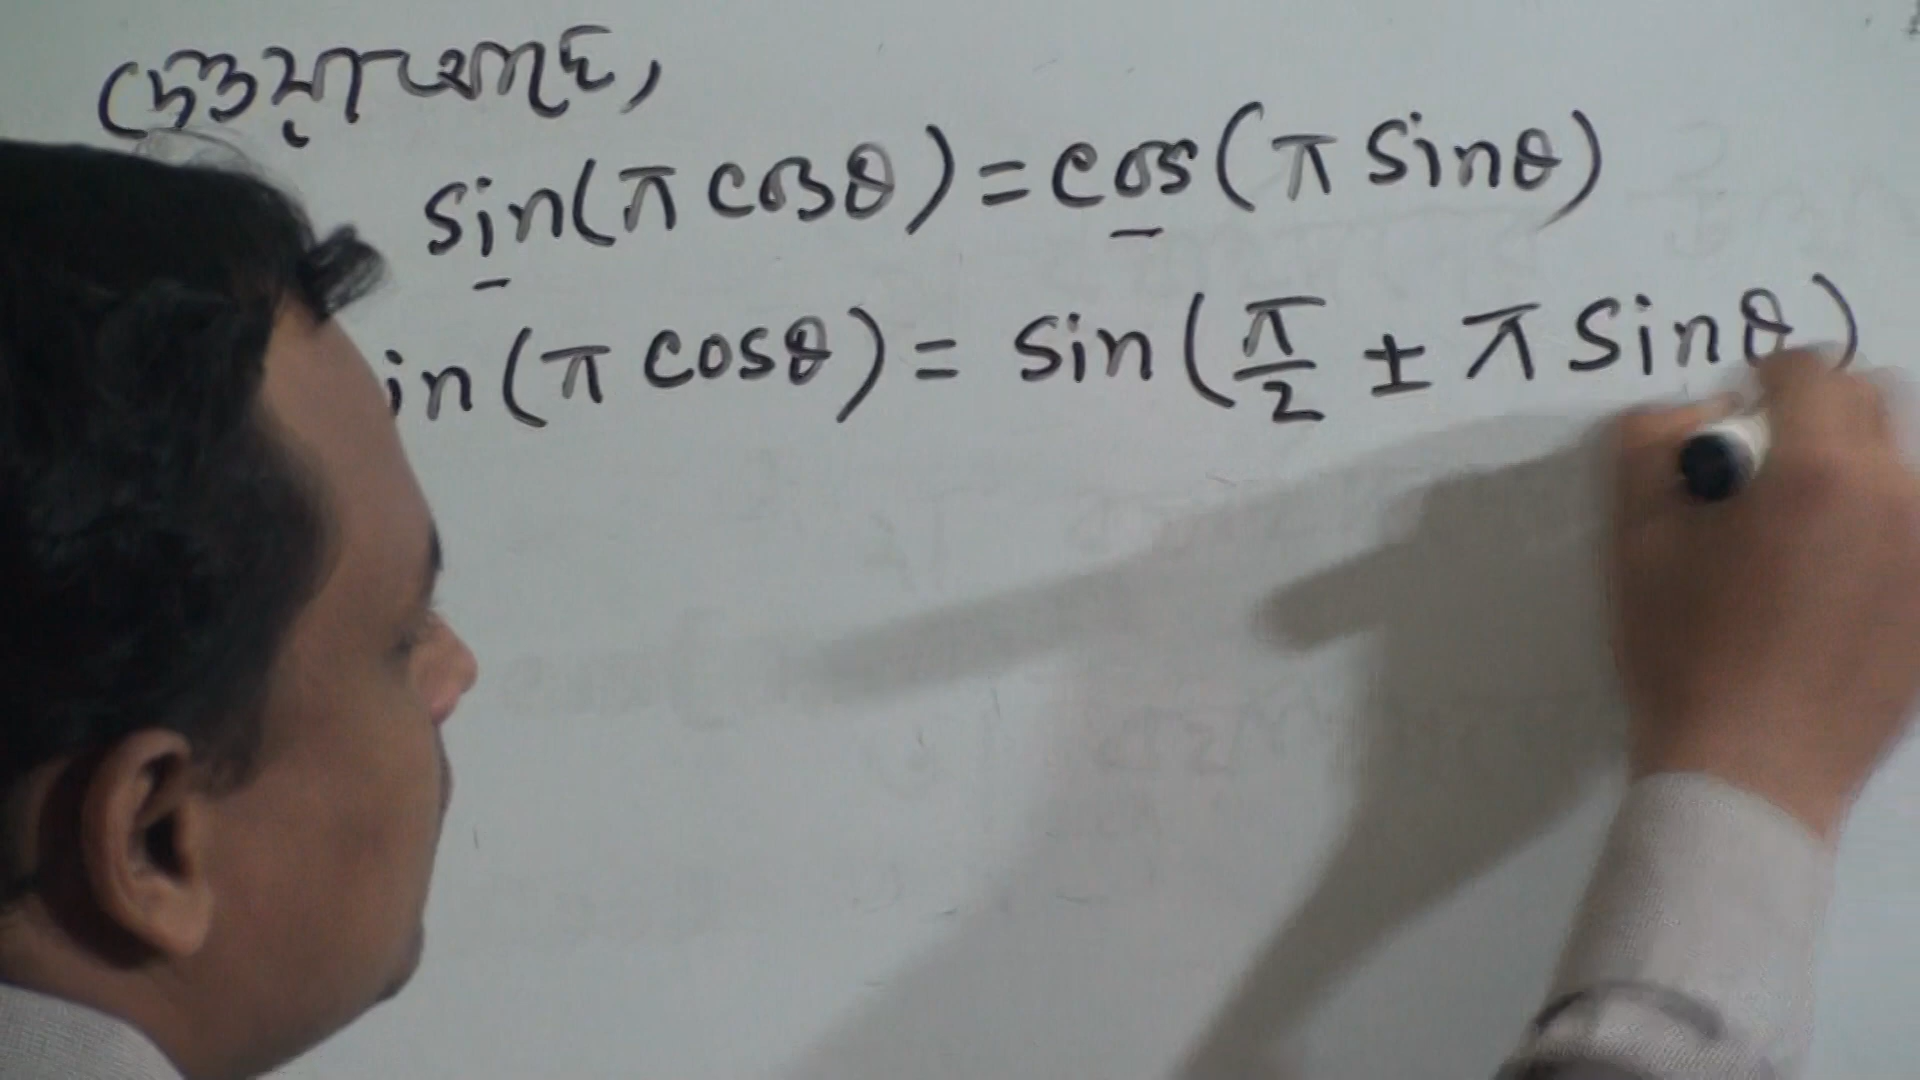 দেওয়া আছে,
sin(π cosθ) = cos(π sinθ)
in(π cosθ) = sin(π/2 ± π sinθ)